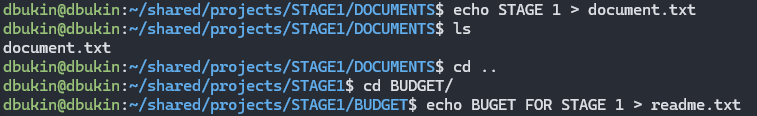 dbukin@dbukin:~/shared/projects/STAGE1/DOCUMENTS$ echo STAGE 1 > document.txt
dbukin@dbukin:~/shared/projects/STAGE1/DOCUMENTS$ ls
document.txt
dbukin@dbukin:~/shared/projects/STAGE1/DOCUMENTS$ cd ..
dbukin@dbukin:~/shared/projects/STAGE1$ cd BUDGET/
dbukin@dbukin:~/shared/projects/STAGE1/BUDGET$ echo BUGET FOR STAGE 1 > readme.txt